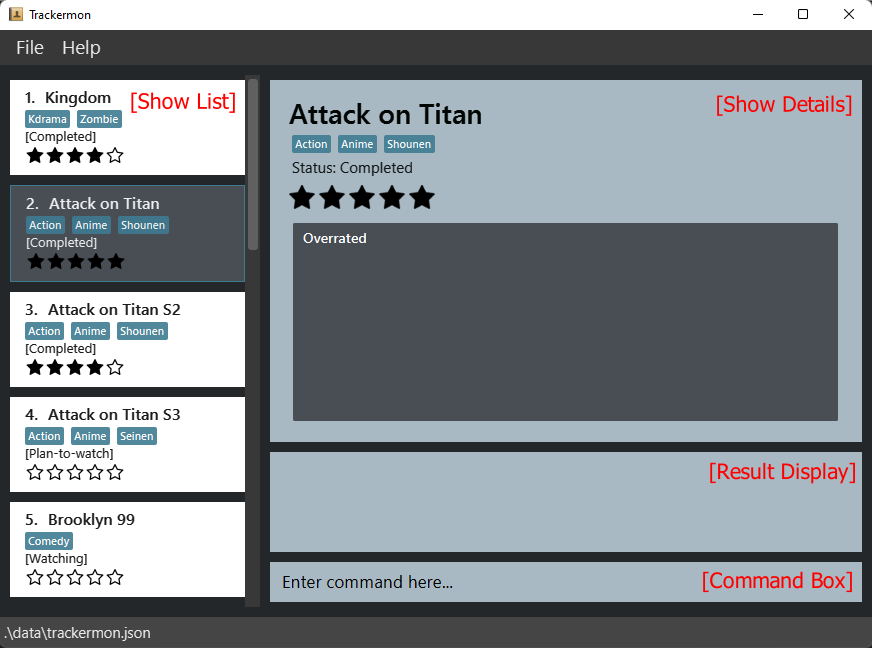 Trackermon
File Help
1. Kingdom
[Show List]
Kdrama Zombie
[Completed]
2. Attack on Titan
Action Anime Shounen
[Completed]
3. Attack on Titan S2
Action Anime Shounen
[Completed]
4. Attack on Titan S3
Action Anime Seinen
[Plan-to-watch]
5. Brooklyn 99
Comedy
[Watching]
Attack on Titan
[Show Details]
Action Anime Shounen
Status: Completed
Overrated
[Result Display]
Enter command here...
[Command Box]
.\data\trackermon.json